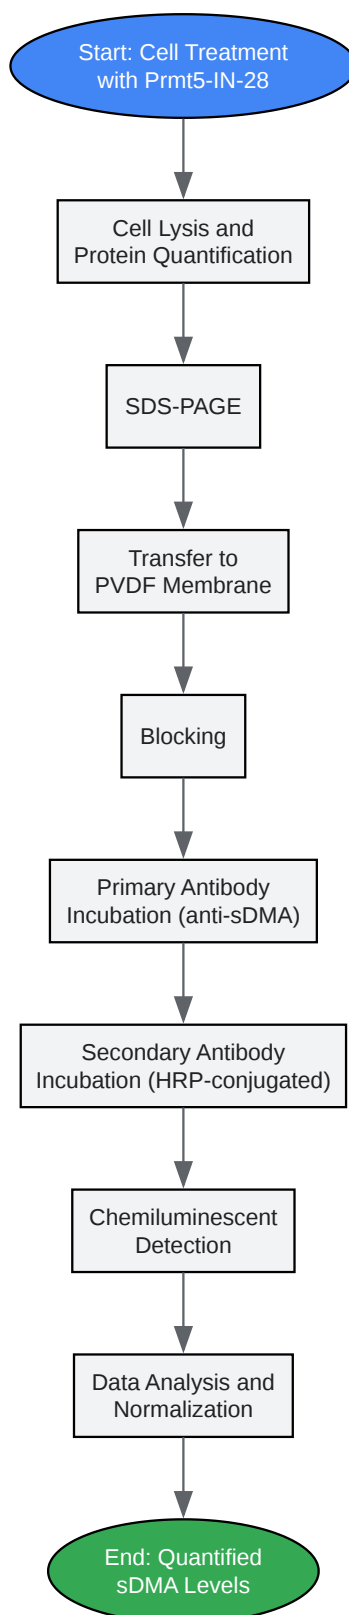 Start: Cell Treatment
with Prmt5-IN-28
Cell Lysis and
Protein Quantification
SDS-PAGE
Transfer to
PVDF Membrane
Blocking
Primary Antibody
Incubation (anti-sDMA)
Secondary Antibody
Incubation (HRP-conjugated)
Chemiluminescent
Detection
Data Analysis and
Normalization
End: Quantified
sDMA Levels